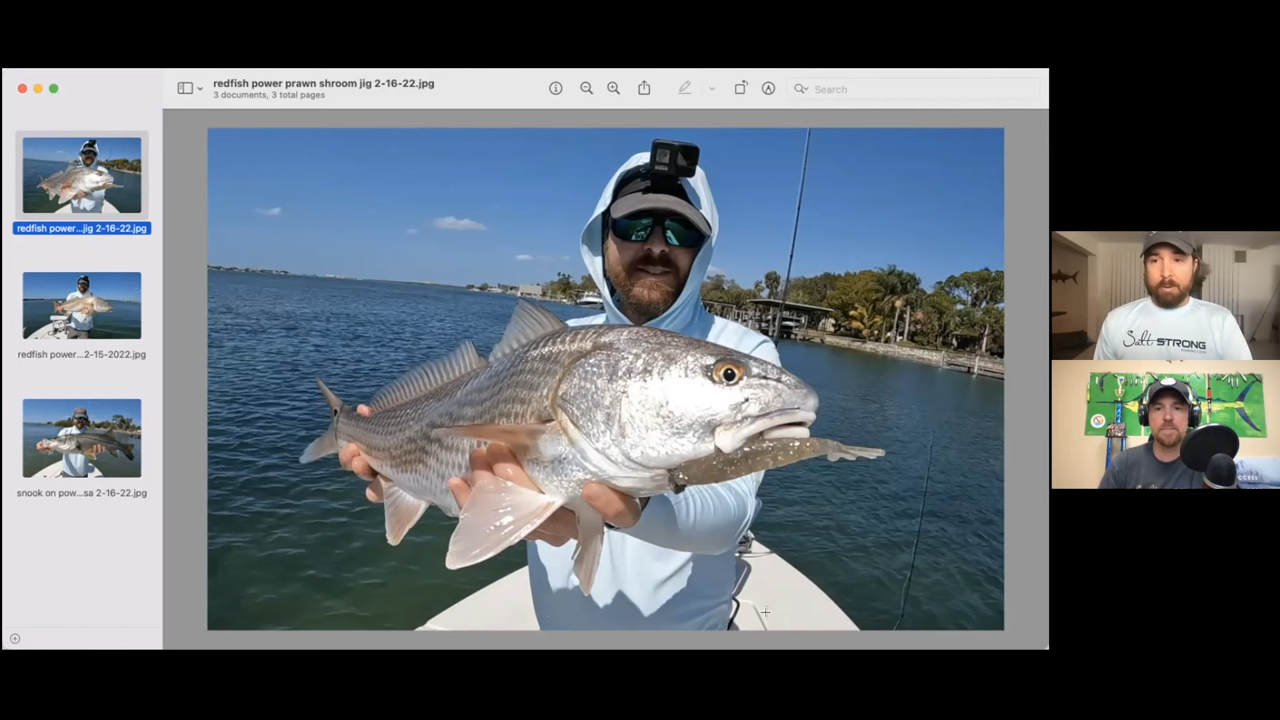 redfish power prawn shroom jig 2-16-22.jpg
3 documents, 3 total pages
Search
redfish power...jig 2-16-22.jpg
redfish power...2-15-2022.jpg
snook on pow...sa 2-16-22.jpg
Salt STRONG